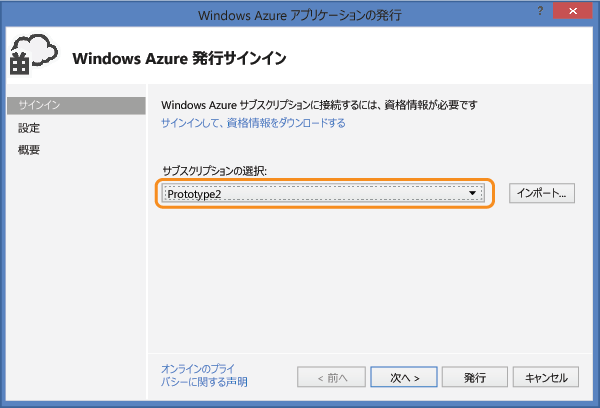 Windows Azure アプリケーションの発行
?
Windows Azure 発行サインイン
サインイン
設定
概要
Windows Azure サブスクリプションに接続するには、資格情報が必要です
サインインして、資格情報をダウンロードする
サブスクリプションの選択:
Prototype2
インポート...
オンラインのプライ
バシーに関する声明
< 前へ
次へ >
発行
キャンセル